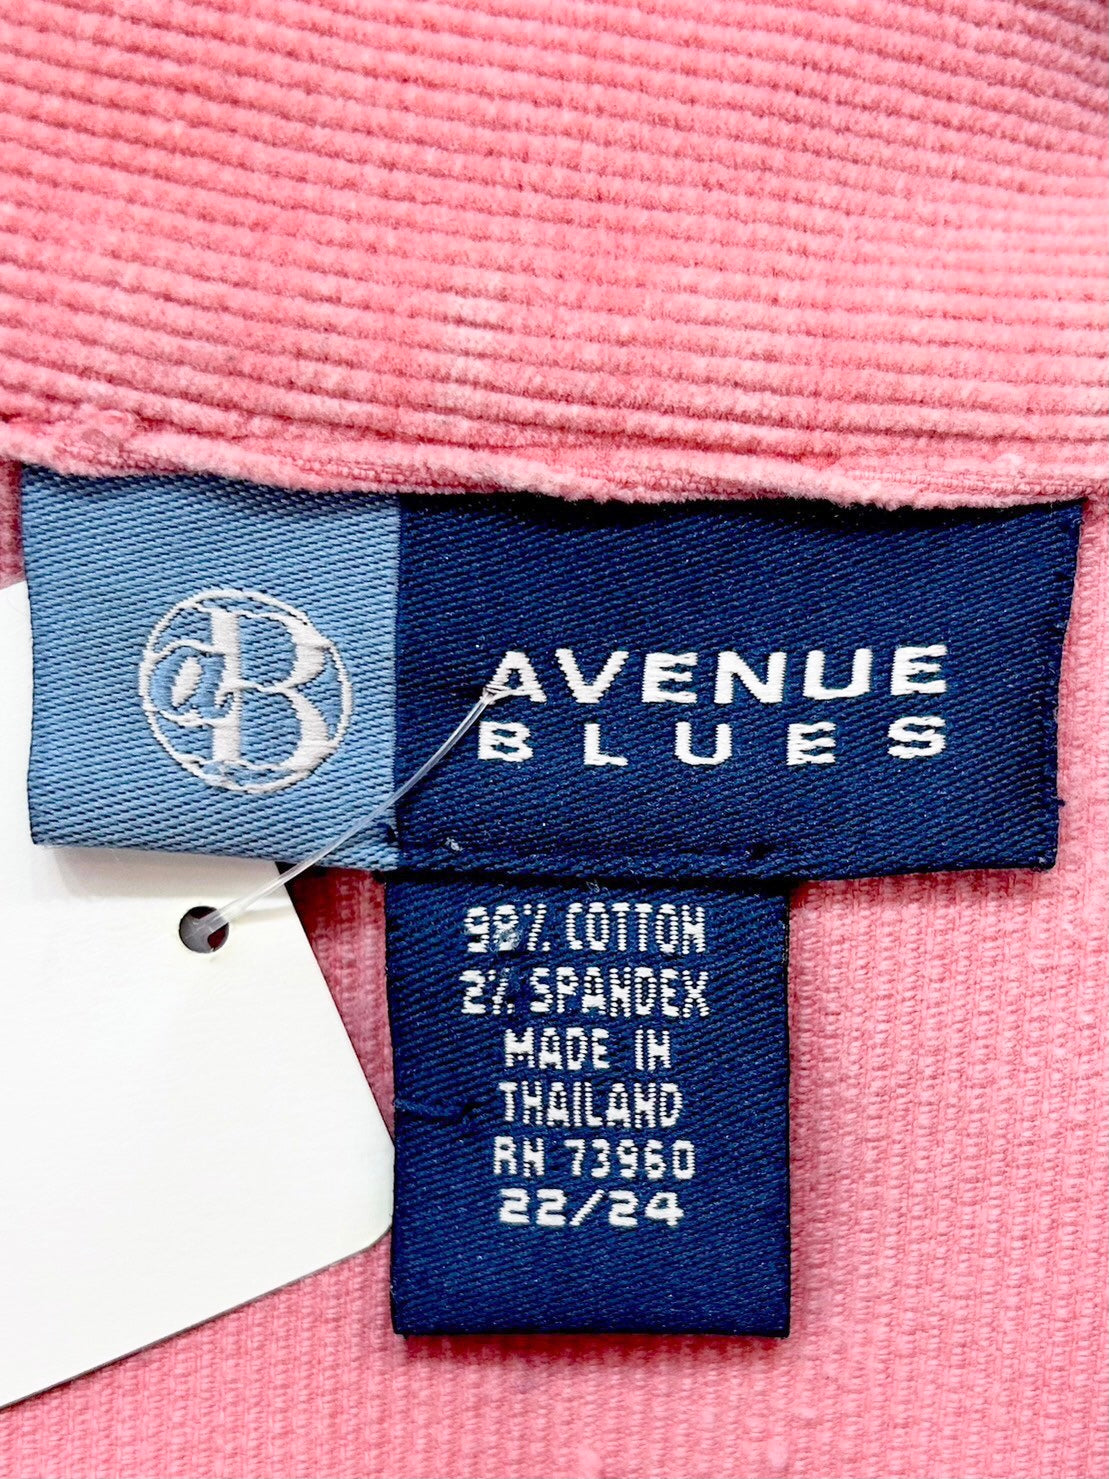 aB
AVENUE
BLUES
98% COTTON
2% SPANDEX
MADE IN
THAILAND
RN 73960
22/24